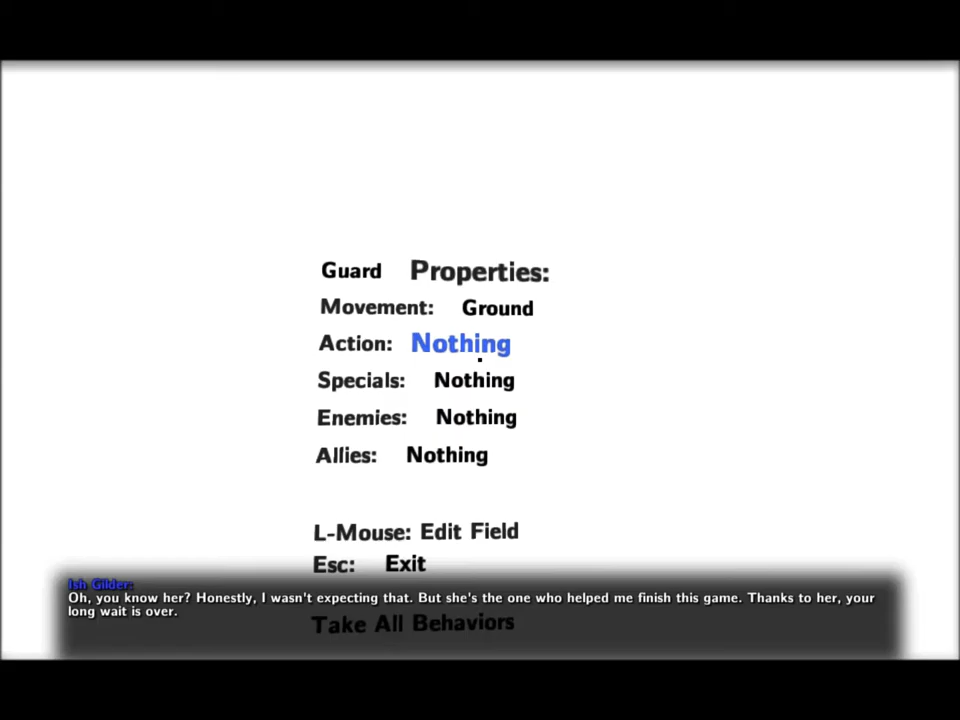 Guard Properties:
Movement: Ground
Action: Nothing
Specials: Nothing
Enemies: Nothing
Allies: Nothing
L-Mouse: Edit Field
Esc: Exit
Ish Gilder:
Oh, you know her? Honestly, I wasn't expecting that. But she's the one who helped me finish this game. Thanks to her, your
long wait is over.
Take All Behaviors